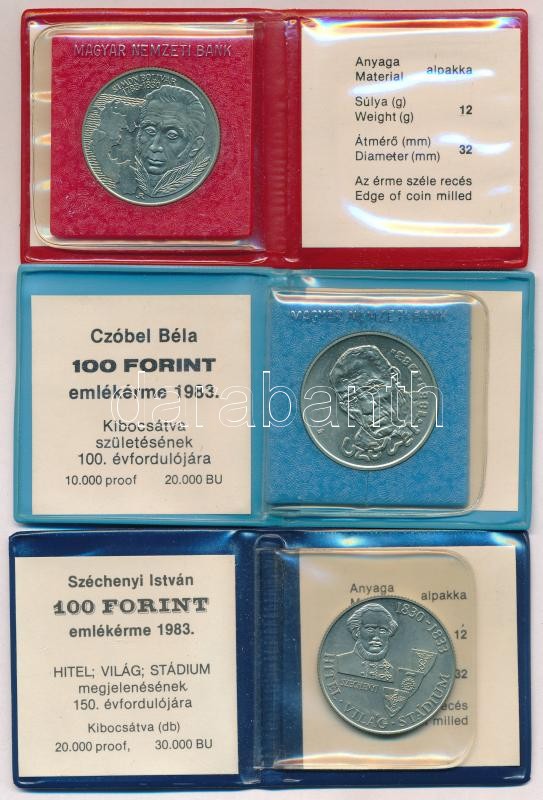 MAGYAR NEMZETI BANK
SIMON BOLIVAR
Anyaga
Material alpakka
Súlya (g)
Weight (g) 12
Átmérő (mm)
Diameter (mm) 32
Az érme széle recés
Edge of coin milled
Czóbel Béla
100 FORINT
emlékérme 1983.
Kibocsátva
születésének
100. évfordulójára
10.000 proof 20.000 BU
MAGYAR NEMZETI BANK
darabanth
Széchenyi István
100 FORINT
emlékérme 1983.
HITEL; VILÁG; STÁDIUM
megjelenésének
150. évfordulójára
Kibocsátva (db)
20.000 proof, 30.000 BU
Anyaga alpakka
12
32
recés
milled
1830-1833
SZÉCHENYI
HITEL-VILÁG-STÁDIUM